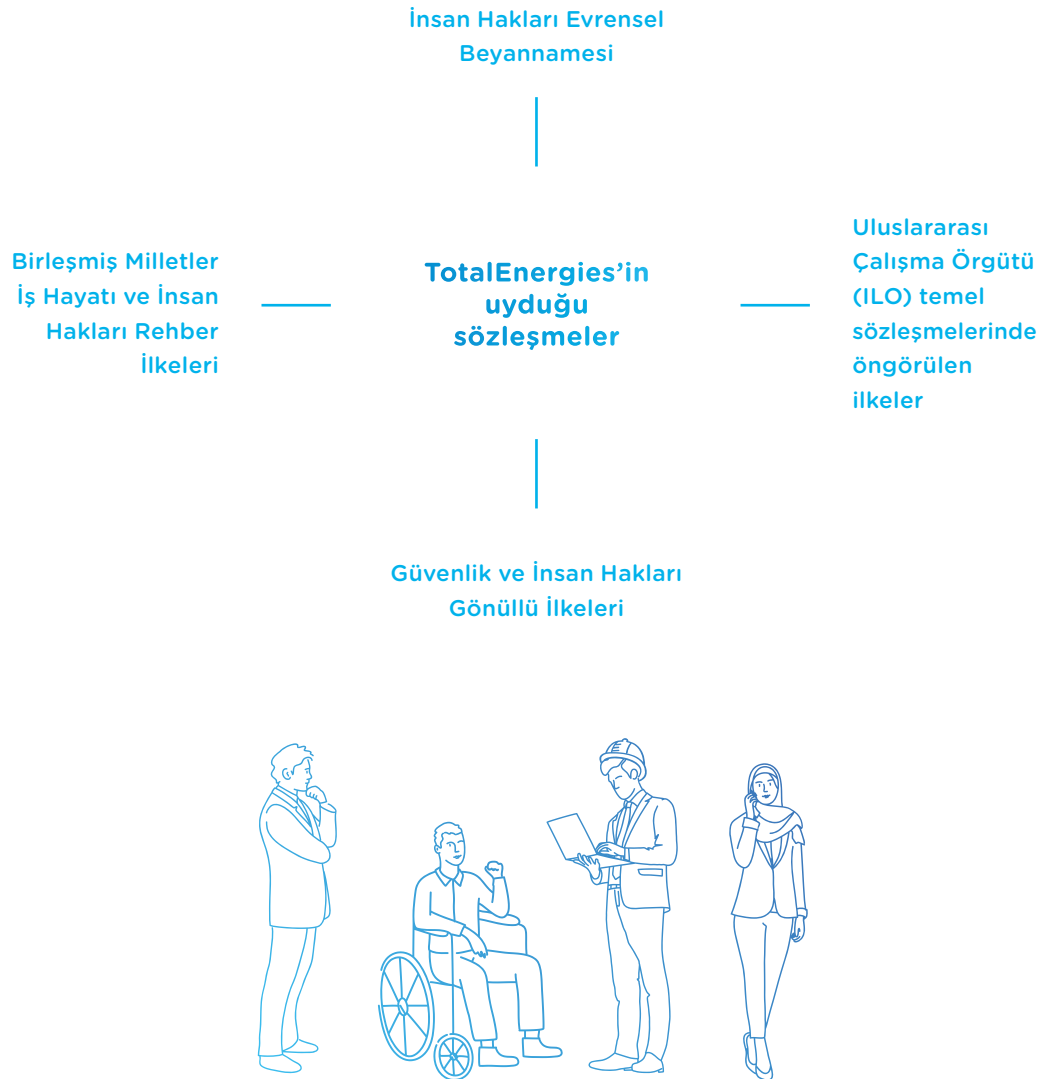 İnsan Hakları Evrensel
Beyannamesi
Birleşmiş Milletler
İş Hayatı ve İnsan
Hakları Rehber
İlkeleri
TotalEnergies’in
uyduğu
sözleşmeler
Uluslararası
Çalışma Örgütü
(ILO) temel
sözleşmelerinde
öngörülen
ilkeler
Güvenlik ve İnsan Hakları
Gönüllü İlkeleri